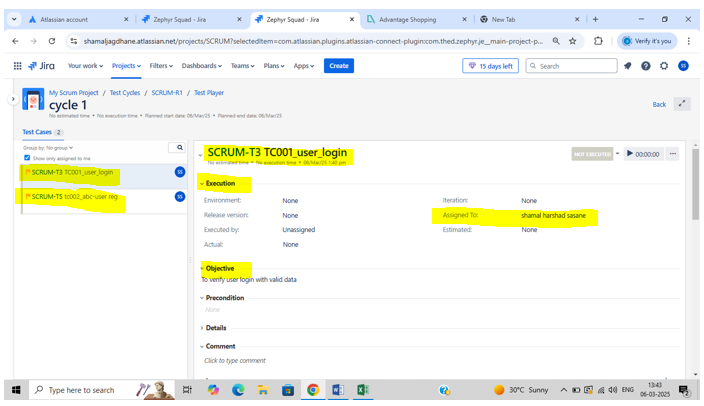 Atlassian account
Zephyr Squad - Jira
Zephyr Squad - Jira
Advantage Shopping
New Tab
shamaljagdhane.atlassian.net/projects/SCRUM?selectedItem=com.atlassian.plugins.atlassian-connect-plugin:com.thed.zephyr.je__main-project-p...
Verify it's you
Jira Your work Projects Filters Dashboards Teams Plans Apps Create 15 days left Search SS
My Scrum Project / Test Cycles / SCRUM-R1 / Test Player
cycle 1
Back
No estimated time • No execution time • Planned start date: 08/Mar/25 • Planned end date: 08/Mar/25
Test Cases 2
Group by: No group
Show only assigned to me
SCRUM-T3 TC001_user_login SS
SCRUM-T5 tc002_abc-user reg SS
SCRUM-T3 TC001_user_login
NOT EXECUTED 00:00:00
No estimated time • No execution time • 06/Mar/25 1:40 pm
Execution
Environment: None Iteration: None
Release version: None Assigned To: shamal harshad sasane
Executed by: Unassigned Estimated: None
Actual: None
Objective
To verify user login with valid data
Precondition
None
Details
Comment
Click to type comment
Type here to search
30°C Sunny
ENG
13:43
06-03-2025
2